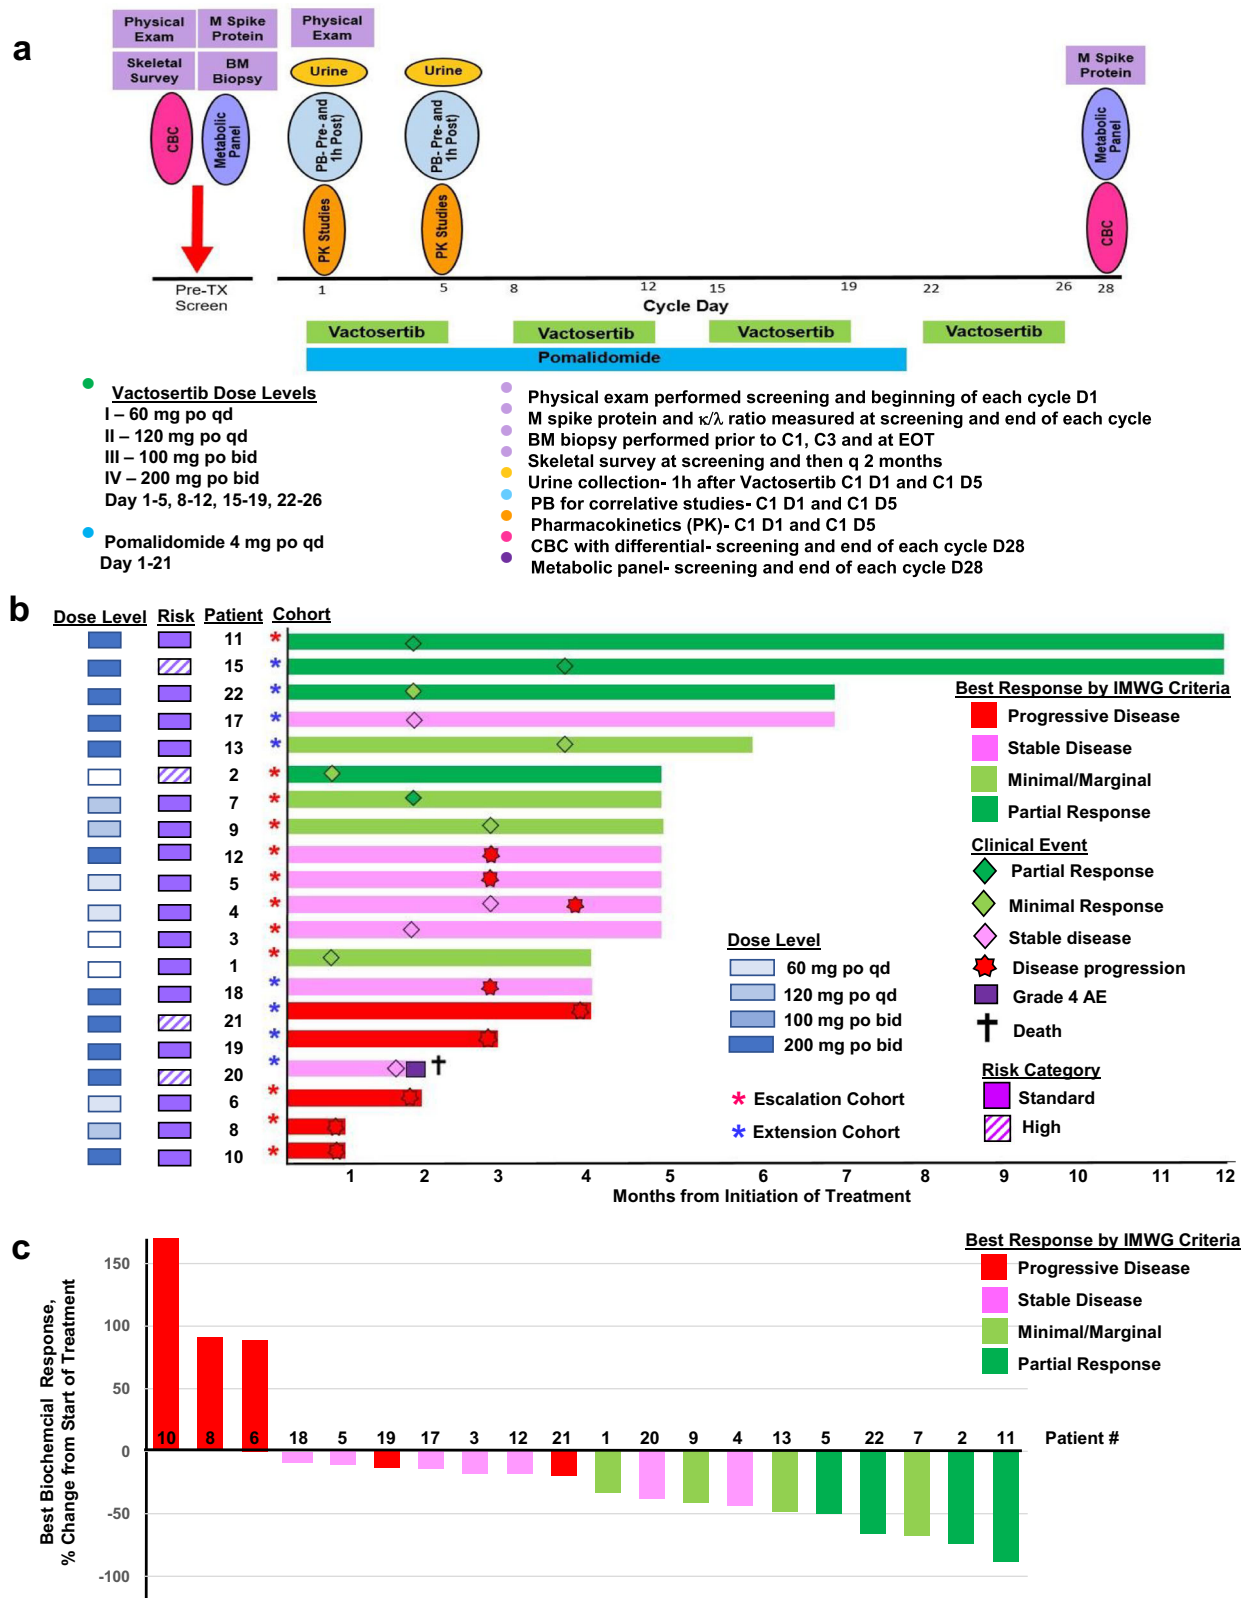 a
Physical Exam
M Spike Protein
Physical Exam
Skeletal Survey
BM Biopsy
Urine
Urine
M Spike Protein
CBC
Metabolic Panel
PB- Pre- and 1h Post)
PB- Pre- and 1h Post)
Metabolic Panel
PK Studies
PK Studies
CBC
Pre-TX Screen
1 5 8 12 15 19 22 26 28
Cycle Day
Vactosertib Vactosertib Vactosertib Vactosertib
Pomalidomide
Vactosertib Dose Levels
I – 60 mg po qd
II – 120 mg po qd
III – 100 mg po bid
IV – 200 mg po bid
Day 1-5, 8-12, 15-19, 22-26
Pomalidomide 4 mg po qd
Day 1-21
Physical exam performed screening and beginning of each cycle D1
M spike protein and κ/λ ratio measured at screening and end of each cycle
BM biopsy performed prior to C1, C3 and at EOT
Skeletal survey at screening and then q 2 months
Urine collection- 1h after Vactosertib C1 D1 and C1 D5
PB for correlative studies- C1 D1 and C1 D5
Pharmacokinetics (PK)- C1 D1 and C1 D5
CBC with differential- screening and end of each cycle D28
Metabolic panel- screening and end of each cycle D28
b
Dose Level Risk Patient Cohort
11 *
15 *
22 *
17 *
13 *
2 *
7 *
9 *
12 *
5 *
4 *
3 *
1 *
18 *
21 *
19 *
20 *
6 *
8 *
10 *
Best Response by IMWG Criteria
Progressive Disease
Stable Disease
Minimal/Marginal
Partial Response
Clinical Event
Partial Response
Minimal Response
Stable disease
Disease progression
Grade 4 AE
Death
Dose Level
60 mg po qd
120 mg po qd
100 mg po bid
200 mg po bid
* Escalation Cohort
* Extension Cohort
Risk Category
Standard
High
1 2 3 4 5 6 7 8 9 10 11 12
Months from Initiation of Treatment
c
Best Biochemcial Response,
% Change from Start of Treatment
150
100
50
0
-50
-100
10 8 6 18 5 19 17 3 12 21 1 20 9 4 13 5 22 7 2 11 Patient #
Best Response by IMWG Criteria
Progressive Disease
Stable Disease
Minimal/Marginal
Partial Response